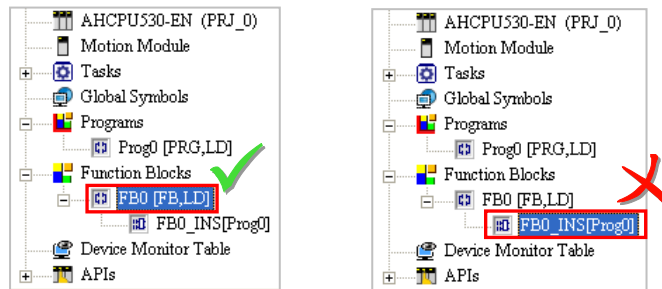 AHCPU530-EN (PRJ_0)
Motion Module
Tasks
Global Symbols
Programs
Prog0 [PRG,LD]
Function Blocks
FB0 [FB,LD]
FB0_INS[Prog0]
Device Monitor Table
APIs
AHCPU530-EN (PRJ_0)
Motion Module
Tasks
Global Symbols
Programs
Prog0 [PRG,LD]
Function Blocks
FB0 [FB,LD]
FB0_INS[Prog0]
Device Monitor Table
APIs